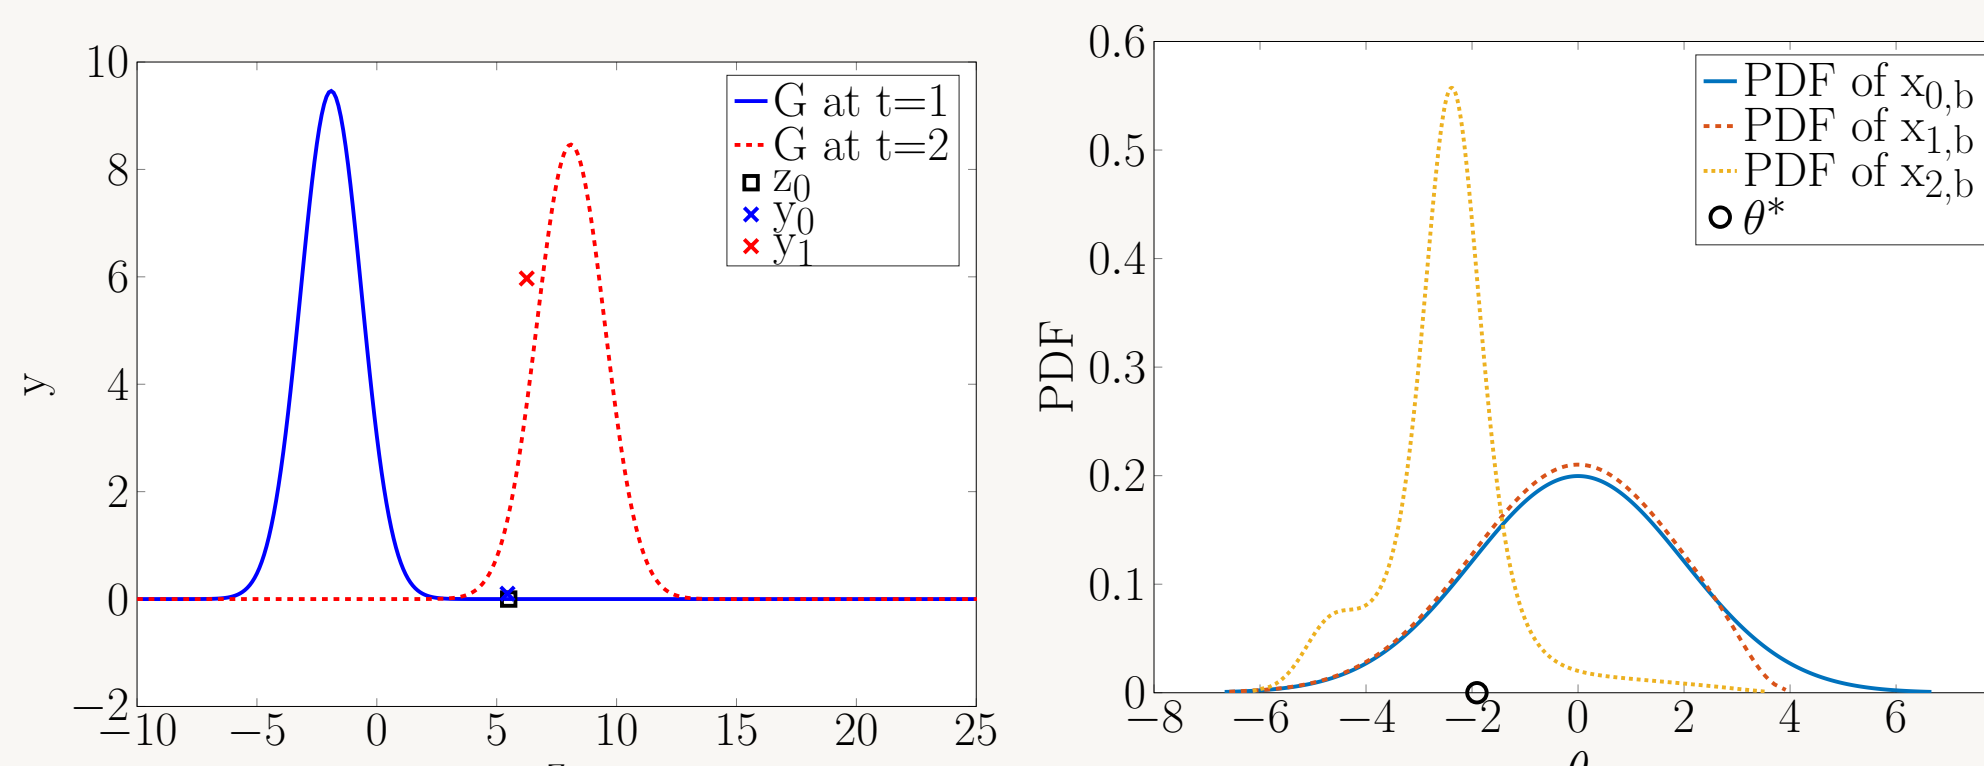 10
8
6
4
2
0
−2
y
−10 −5 0 5 10 15 20 25
G at t=1
G at t=2
z0
y0
y1
0.6
0.5
0.4
0.3
0.2
0.1
0
PDF
−8 −6 −4 −2 0 2 4 6
PDF of x0,b
PDF of x1,b
PDF of x2,b
θ*